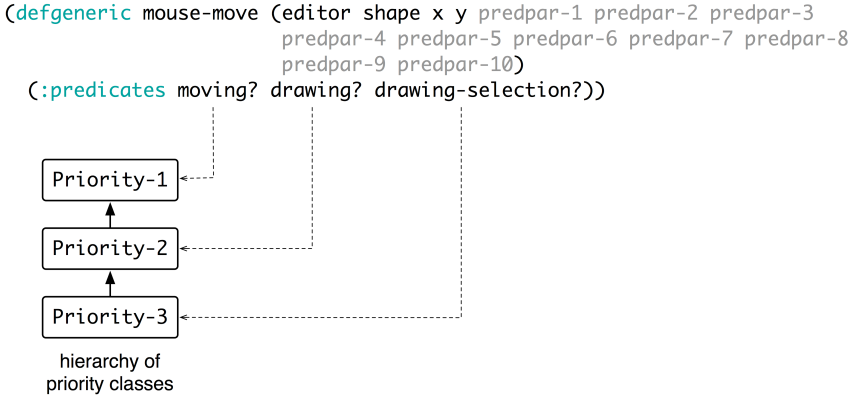 (defgeneric mouse-move (editor shape x y predpar-1 predpar-2 predpar-3
predpar-4 predpar-5 predpar-6 predpar-7 predpar-8
predpar-9 predpar-10)
(:predicates moving? drawing? drawing-selection?))
Priority-1
Priority-2
Priority-3
hierarchy of
priority classes